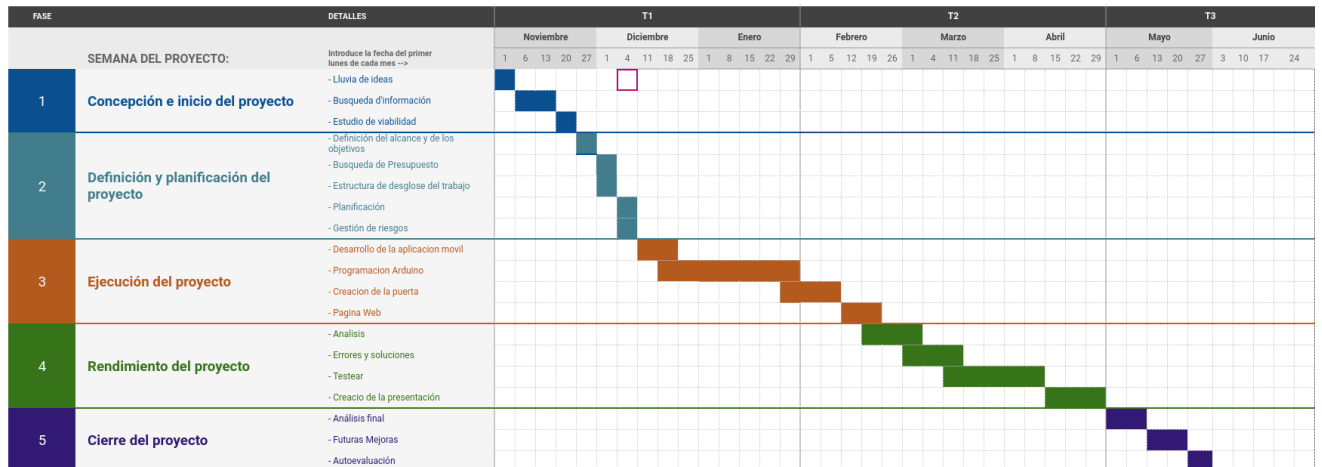 FASE DETALLES T1 T2 T3
Noviembre Diciembre Enero Febrero Marzo Abril Mayo Junio
SEMANA DEL PROYECTO: Introduce la fecha del primer
lunes de cada mes -->
1 6 13 20 27 1 4 11 18 25 1 8 15 22 29 1 5 12 19 26 1 4 11 18 25 1 8 15 22 29 1 6 13 20 27 3 10 17 24
1 Concepción e inicio del proyecto
- Lluvia de ideas
- Busqueda d'información
- Estudio de viabilidad
2 Definición y planificación del
proyecto
- Definición del alcance y de los
objetivos
- Busqueda de Presupuesto
- Estructura de desglose del trabajo
- Planificación
- Gestión de riesgos
3 Ejecución del proyecto
- Desarrollo de la aplicacion movil
- Programacion Arduino
- Creacion de la puerta
- Pagina Web
4 Rendimiento del proyecto
- Analisis
- Errores y soluciones
- Testear
- Creacio de la presentación
5 Cierre del proyecto
- Análisis final
- Futuras Mejoras
- Autoevaluación